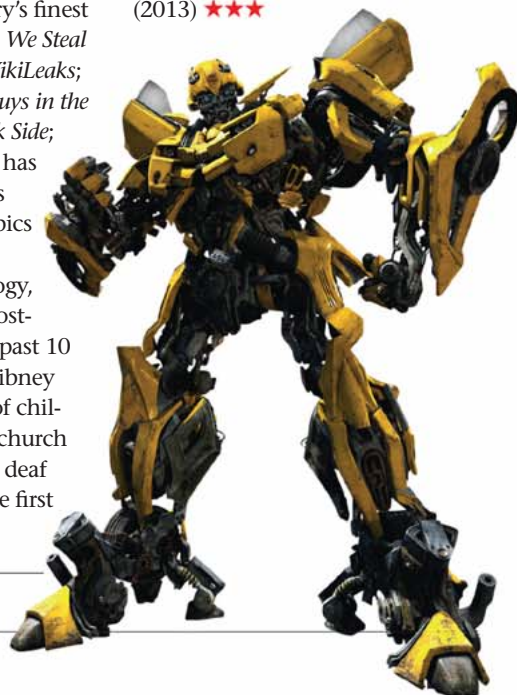 ry's finest
We Steal
WikiLeaks;
uys in the
k Side;
has
s
pics
ogy,
ost-
past 10
ibney
of chil-
church
deaf
e first
(2013) ★★★